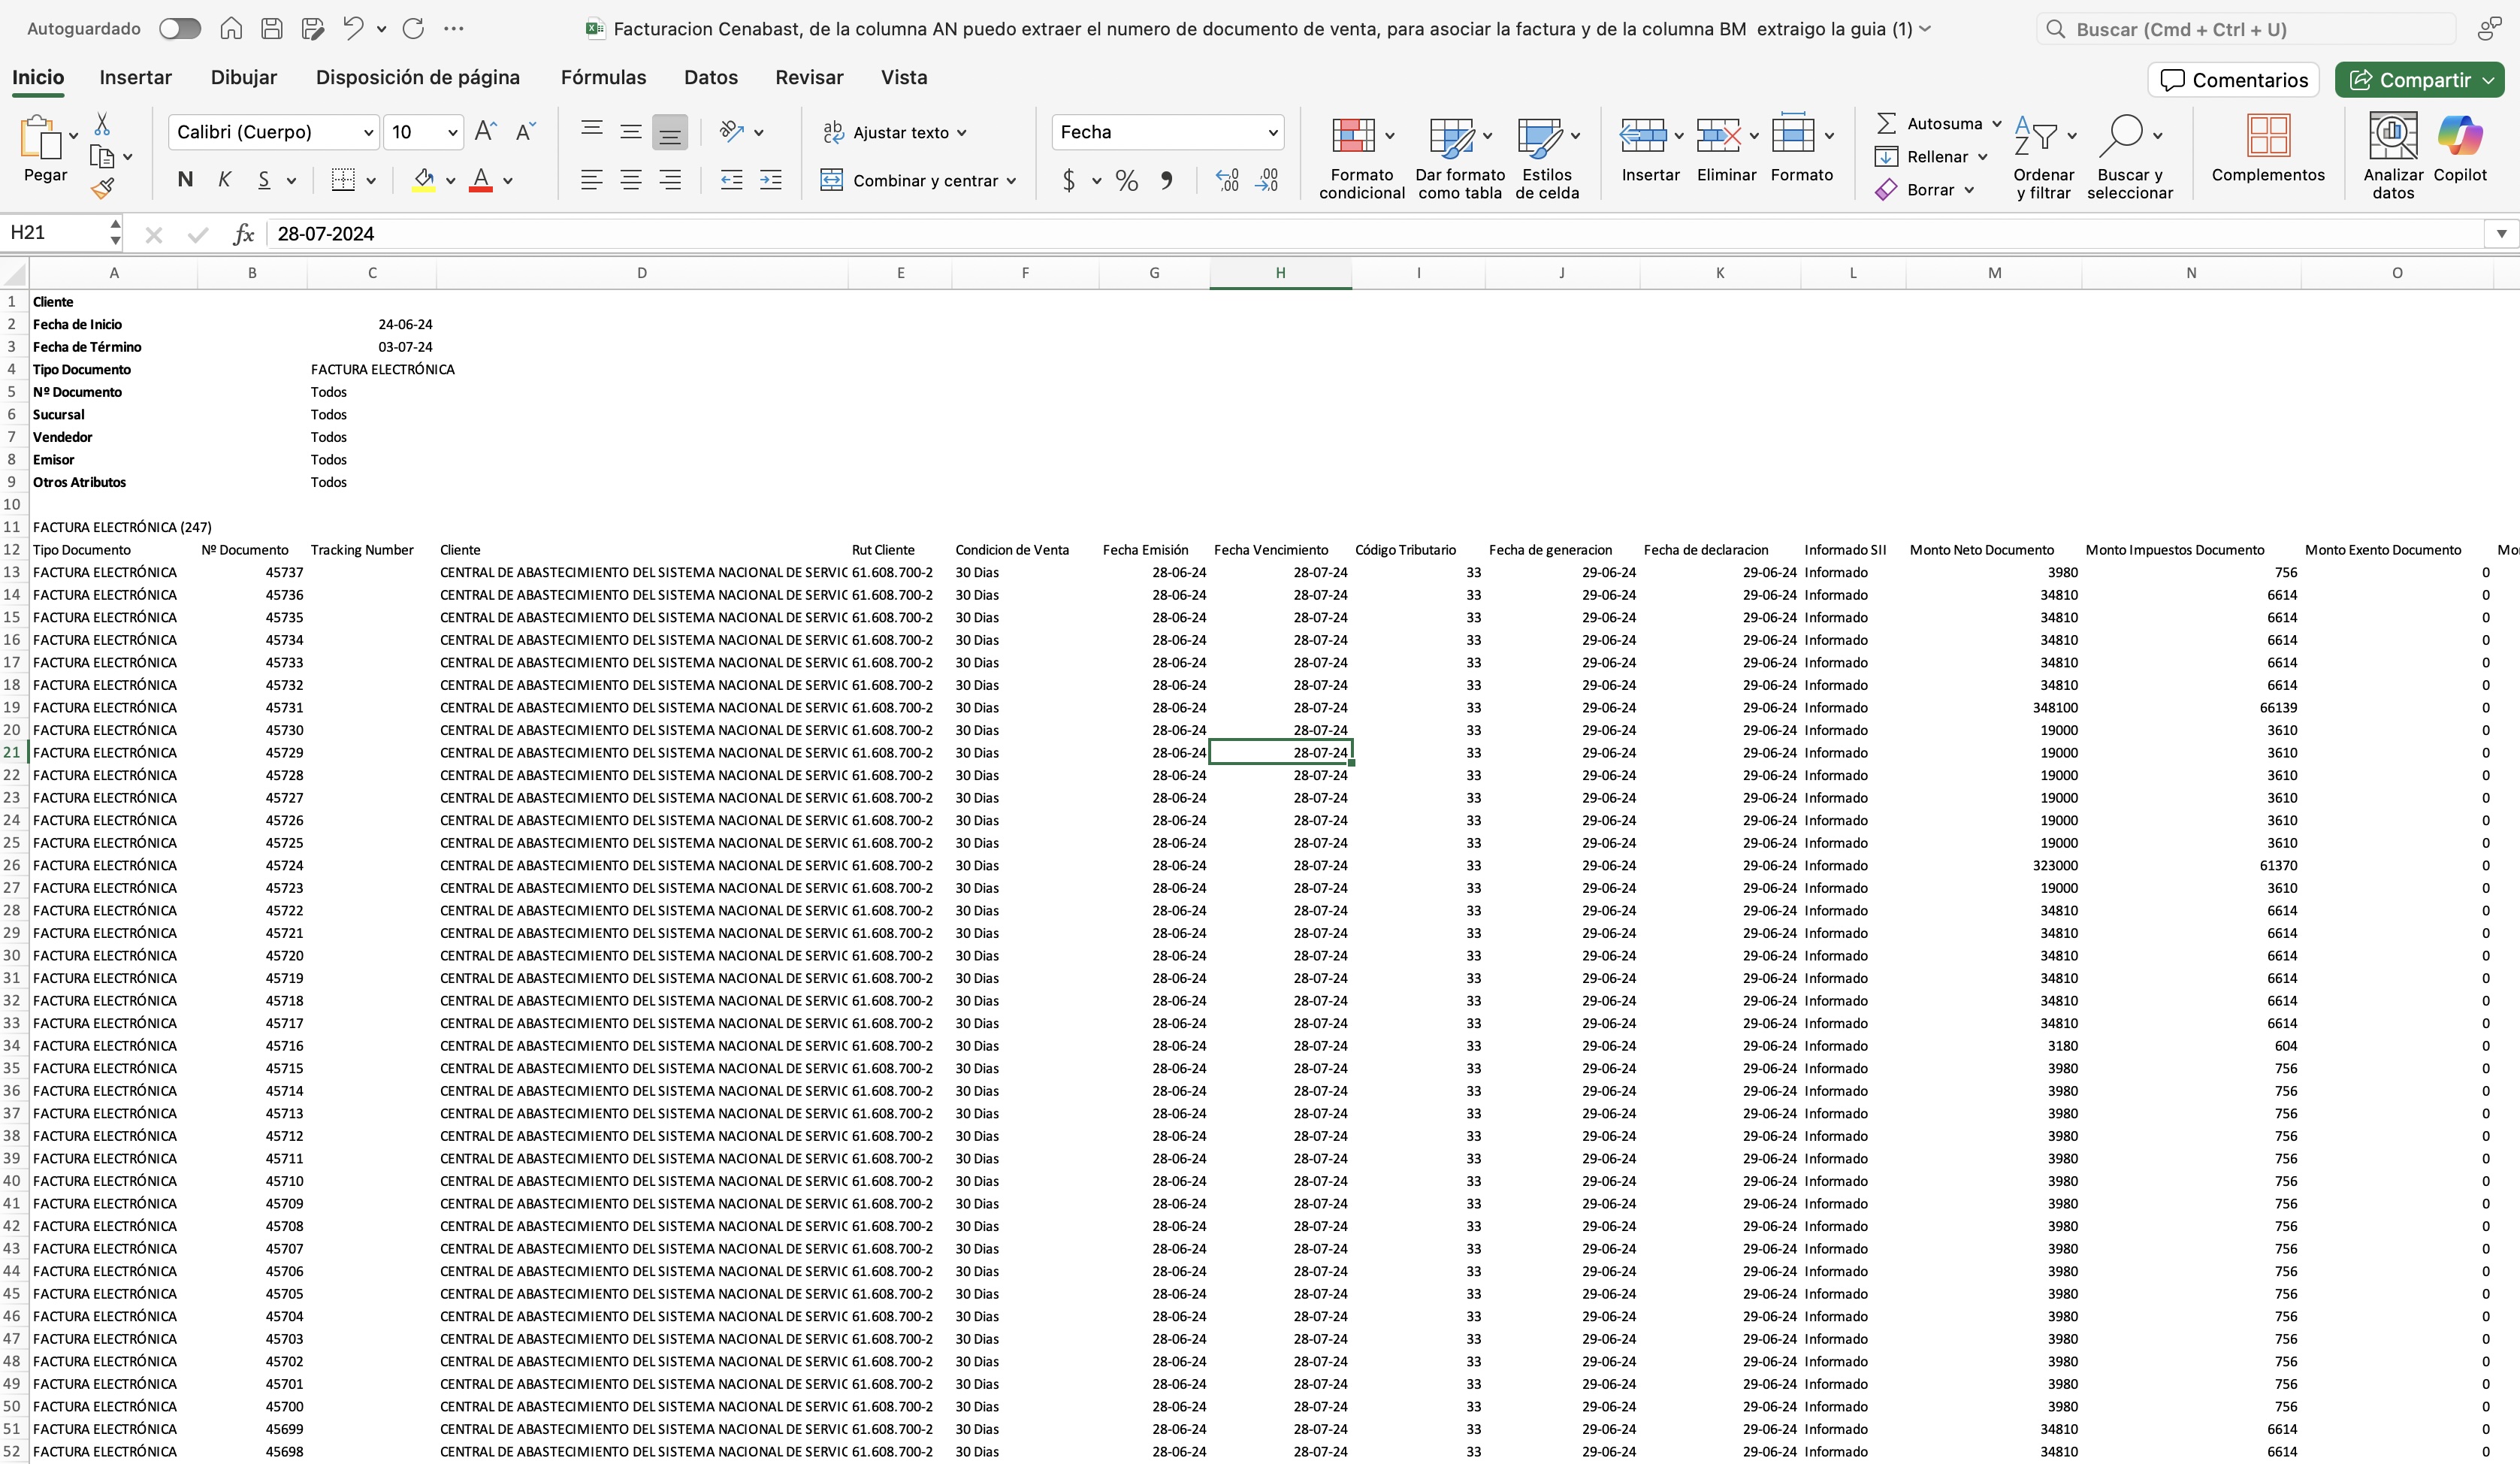 Autoguardado
Facturacion Cenabast, de la columna AN puedo extraer el numero de documento de venta, para asociar la factura y de la columna BM extraigo la guia (1)
Buscar (Cmd + Ctrl + U)
Inicio Insertar Dibujar Disposición de página Fórmulas Datos Revisar Vista
Comentarios Compartir
Pegar
Calibri (Cuerpo) 10
N K S
Ajustar texto
Combinar y centrar
Fecha
$ % ,
Formato condicional
Dar formato como tabla
Estilos de celda
Insertar Eliminar Formato
Autosuma
Rellenar
Borrar
Ordenar y filtrar
Buscar y seleccionar
Complementos
Analizar datos
Copilot
H21 fx 28-07-2024
A B C D E F G H I J K L M N O
1 Cliente
2 Fecha de Inicio 24-06-24
3 Fecha de Término 03-07-24
4 Tipo Documento FACTURA ELECTRÓNICA
5 Nº Documento Todos
6 Sucursal Todos
7 Vendedor Todos
8 Emisor Todos
9 Otros Atributos Todos
10
11 FACTURA ELECTRÓNICA (247)
12 Tipo Documento Nº Documento Tracking Number Cliente Rut Cliente Condicion de Venta Fecha Emisión Fecha Vencimiento Código Tributario Fecha de generacion Fecha de declaracion Informado SII Monto Neto Documento Monto Impuestos Documento Monto Exento Documento Mo
13 FACTURA ELECTRÓNICA 45737 CENTRAL DE ABASTECIMIENTO DEL SISTEMA NACIONAL DE SERVIC 61.608.700-2 30 Dias 28-06-24 28-07-24 33 29-06-24 29-06-24 Informado 3980 756 0
14 FACTURA ELECTRÓNICA 45736 CENTRAL DE ABASTECIMIENTO DEL SISTEMA NACIONAL DE SERVIC 61.608.700-2 30 Dias 28-06-24 28-07-24 33 29-06-24 29-06-24 Informado 34810 6614 0
15 FACTURA ELECTRÓNICA 45735 CENTRAL DE ABASTECIMIENTO DEL SISTEMA NACIONAL DE SERVIC 61.608.700-2 30 Dias 28-06-24 28-07-24 33 29-06-24 29-06-24 Informado 34810 6614 0
16 FACTURA ELECTRÓNICA 45734 CENTRAL DE ABASTECIMIENTO DEL SISTEMA NACIONAL DE SERVIC 61.608.700-2 30 Dias 28-06-24 28-07-24 33 29-06-24 29-06-24 Informado 34810 6614 0
17 FACTURA ELECTRÓNICA 45733 CENTRAL DE ABASTECIMIENTO DEL SISTEMA NACIONAL DE SERVIC 61.608.700-2 30 Dias 28-06-24 28-07-24 33 29-06-24 29-06-24 Informado 34810 6614 0
18 FACTURA ELECTRÓNICA 45732 CENTRAL DE ABASTECIMIENTO DEL SISTEMA NACIONAL DE SERVIC 61.608.700-2 30 Dias 28-06-24 28-07-24 33 29-06-24 29-06-24 Informado 34810 6614 0
19 FACTURA ELECTRÓNICA 45731 CENTRAL DE ABASTECIMIENTO DEL SISTEMA NACIONAL DE SERVIC 61.608.700-2 30 Dias 28-06-24 28-07-24 33 29-06-24 29-06-24 Informado 348100 66139 0
20 FACTURA ELECTRÓNICA 45730 CENTRAL DE ABASTECIMIENTO DEL SISTEMA NACIONAL DE SERVIC 61.608.700-2 30 Dias 28-06-24 28-07-24 33 29-06-24 29-06-24 Informado 19000 3610 0
21 FACTURA ELECTRÓNICA 45729 CENTRAL DE ABASTECIMIENTO DEL SISTEMA NACIONAL DE SERVIC 61.608.700-2 30 Dias 28-06-24 28-07-24 33 29-06-24 29-06-24 Informado 19000 3610 0
22 FACTURA ELECTRÓNICA 45728 CENTRAL DE ABASTECIMIENTO DEL SISTEMA NACIONAL DE SERVIC 61.608.700-2 30 Dias 28-06-24 28-07-24 33 29-06-24 29-06-24 Informado 19000 3610 0
23 FACTURA ELECTRÓNICA 45727 CENTRAL DE ABASTECIMIENTO DEL SISTEMA NACIONAL DE SERVIC 61.608.700-2 30 Dias 28-06-24 28-07-24 33 29-06-24 29-06-24 Informado 19000 3610 0
24 FACTURA ELECTRÓNICA 45726 CENTRAL DE ABASTECIMIENTO DEL SISTEMA NACIONAL DE SERVIC 61.608.700-2 30 Dias 28-06-24 28-07-24 33 29-06-24 29-06-24 Informado 19000 3610 0
25 FACTURA ELECTRÓNICA 45725 CENTRAL DE ABASTECIMIENTO DEL SISTEMA NACIONAL DE SERVIC 61.608.700-2 30 Dias 28-06-24 28-07-24 33 29-06-24 29-06-24 Informado 19000 3610 0
26 FACTURA ELECTRÓNICA 45724 CENTRAL DE ABASTECIMIENTO DEL SISTEMA NACIONAL DE SERVIC 61.608.700-2 30 Dias 28-06-24 28-07-24 33 29-06-24 29-06-24 Informado 323000 61370 0
27 FACTURA ELECTRÓNICA 45723 CENTRAL DE ABASTECIMIENTO DEL SISTEMA NACIONAL DE SERVIC 61.608.700-2 30 Dias 28-06-24 28-07-24 33 29-06-24 29-06-24 Informado 19000 3610 0
28 FACTURA ELECTRÓNICA 45722 CENTRAL DE ABASTECIMIENTO DEL SISTEMA NACIONAL DE SERVIC 61.608.700-2 30 Dias 28-06-24 28-07-24 33 29-06-24 29-06-24 Informado 34810 6614 0
29 FACTURA ELECTRÓNICA 45721 CENTRAL DE ABASTECIMIENTO DEL SISTEMA NACIONAL DE SERVIC 61.608.700-2 30 Dias 28-06-24 28-07-24 33 29-06-24 29-06-24 Informado 34810 6614 0
30 FACTURA ELECTRÓNICA 45720 CENTRAL DE ABASTECIMIENTO DEL SISTEMA NACIONAL DE SERVIC 61.608.700-2 30 Dias 28-06-24 28-07-24 33 29-06-24 29-06-24 Informado 34810 6614 0
31 FACTURA ELECTRÓNICA 45719 CENTRAL DE ABASTECIMIENTO DEL SISTEMA NACIONAL DE SERVIC 61.608.700-2 30 Dias 28-06-24 28-07-24 33 29-06-24 29-06-24 Informado 34810 6614 0
32 FACTURA ELECTRÓNICA 45718 CENTRAL DE ABASTECIMIENTO DEL SISTEMA NACIONAL DE SERVIC 61.608.700-2 30 Dias 28-06-24 28-07-24 33 29-06-24 29-06-24 Informado 34810 6614 0
33 FACTURA ELECTRÓNICA 45717 CENTRAL DE ABASTECIMIENTO DEL SISTEMA NACIONAL DE SERVIC 61.608.700-2 30 Dias 28-06-24 28-07-24 33 29-06-24 29-06-24 Informado 34810 6614 0
34 FACTURA ELECTRÓNICA 45716 CENTRAL DE ABASTECIMIENTO DEL SISTEMA NACIONAL DE SERVIC 61.608.700-2 30 Dias 28-06-24 28-07-24 33 29-06-24 29-06-24 Informado 3180 604 0
35 FACTURA ELECTRÓNICA 45715 CENTRAL DE ABASTECIMIENTO DEL SISTEMA NACIONAL DE SERVIC 61.608.700-2 30 Dias 28-06-24 28-07-24 33 29-06-24 29-06-24 Informado 3980 756 0
36 FACTURA ELECTRÓNICA 45714 CENTRAL DE ABASTECIMIENTO DEL SISTEMA NACIONAL DE SERVIC 61.608.700-2 30 Dias 28-06-24 28-07-24 33 29-06-24 29-06-24 Informado 3980 756 0
37 FACTURA ELECTRÓNICA 45713 CENTRAL DE ABASTECIMIENTO DEL SISTEMA NACIONAL DE SERVIC 61.608.700-2 30 Dias 28-06-24 28-07-24 33 29-06-24 29-06-24 Informado 3980 756 0
38 FACTURA ELECTRÓNICA 45712 CENTRAL DE ABASTECIMIENTO DEL SISTEMA NACIONAL DE SERVIC 61.608.700-2 30 Dias 28-06-24 28-07-24 33 29-06-24 29-06-24 Informado 3980 756 0
39 FACTURA ELECTRÓNICA 45711 CENTRAL DE ABASTECIMIENTO DEL SISTEMA NACIONAL DE SERVIC 61.608.700-2 30 Dias 28-06-24 28-07-24 33 29-06-24 29-06-24 Informado 3980 756 0
40 FACTURA ELECTRÓNICA 45710 CENTRAL DE ABASTECIMIENTO DEL SISTEMA NACIONAL DE SERVIC 61.608.700-2 30 Dias 28-06-24 28-07-24 33 29-06-24 29-06-24 Informado 3980 756 0
41 FACTURA ELECTRÓNICA 45709 CENTRAL DE ABASTECIMIENTO DEL SISTEMA NACIONAL DE SERVIC 61.608.700-2 30 Dias 28-06-24 28-07-24 33 29-06-24 29-06-24 Informado 3980 756 0
42 FACTURA ELECTRÓNICA 45708 CENTRAL DE ABASTECIMIENTO DEL SISTEMA NACIONAL DE SERVIC 61.608.700-2 30 Dias 28-06-24 28-07-24 33 29-06-24 29-06-24 Informado 3980 756 0
43 FACTURA ELECTRÓNICA 45707 CENTRAL DE ABASTECIMIENTO DEL SISTEMA NACIONAL DE SERVIC 61.608.700-2 30 Dias 28-06-24 28-07-24 33 29-06-24 29-06-24 Informado 3980 756 0
44 FACTURA ELECTRÓNICA 45706 CENTRAL DE ABASTECIMIENTO DEL SISTEMA NACIONAL DE SERVIC 61.608.700-2 30 Dias 28-06-24 28-07-24 33 29-06-24 29-06-24 Informado 3980 756 0
45 FACTURA ELECTRÓNICA 45705 CENTRAL DE ABASTECIMIENTO DEL SISTEMA NACIONAL DE SERVIC 61.608.700-2 30 Dias 28-06-24 28-07-24 33 29-06-24 29-06-24 Informado 3980 756 0
46 FACTURA ELECTRÓNICA 45704 CENTRAL DE ABASTECIMIENTO DEL SISTEMA NACIONAL DE SERVIC 61.608.700-2 30 Dias 28-06-24 28-07-24 33 29-06-24 29-06-24 Informado 3980 756 0
47 FACTURA ELECTRÓNICA 45703 CENTRAL DE ABASTECIMIENTO DEL SISTEMA NACIONAL DE SERVIC 61.608.700-2 30 Dias 28-06-24 28-07-24 33 29-06-24 29-06-24 Informado 3980 756 0
48 FACTURA ELECTRÓNICA 45702 CENTRAL DE ABASTECIMIENTO DEL SISTEMA NACIONAL DE SERVIC 61.608.700-2 30 Dias 28-06-24 28-07-24 33 29-06-24 29-06-24 Informado 3980 756 0
49 FACTURA ELECTRÓNICA 45701 CENTRAL DE ABASTECIMIENTO DEL SISTEMA NACIONAL DE SERVIC 61.608.700-2 30 Dias 28-06-24 28-07-24 33 29-06-24 29-06-24 Informado 3980 756 0
50 FACTURA ELECTRÓNICA 45700 CENTRAL DE ABASTECIMIENTO DEL SISTEMA NACIONAL DE SERVIC 61.608.700-2 30 Dias 28-06-24 28-07-24 33 29-06-24 29-06-24 Informado 3980 756 0
51 FACTURA ELECTRÓNICA 45699 CENTRAL DE ABASTECIMIENTO DEL SISTEMA NACIONAL DE SERVIC 61.608.700-2 30 Dias 28-06-24 28-07-24 33 29-06-24 29-06-24 Informado 34810 6614 0
52 FACTURA ELECTRÓNICA 45698 CENTRAL DE ABASTECIMIENTO DEL SISTEMA NACIONAL DE SERVIC 61.608.700-2 30 Dias 28-06-24 28-07-24 33 29-06-24 29-06-24 Informado 34810 6614 0